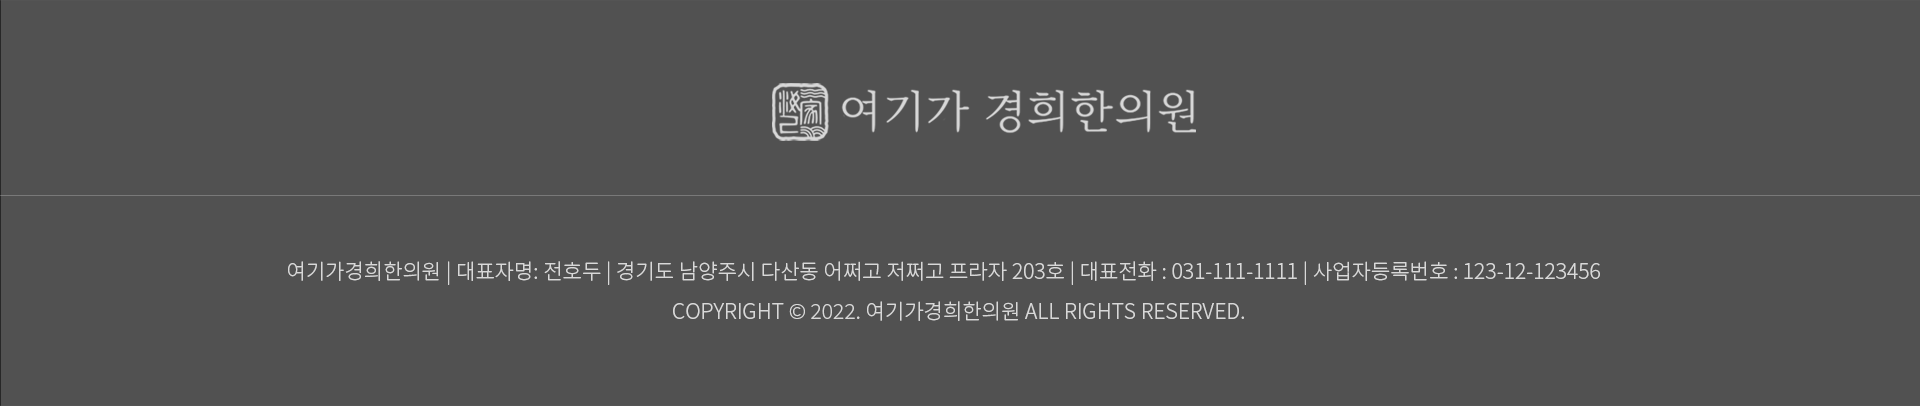 여기가 경희한의원
여기가경희한의원 | 대표자명: 전호두 | 경기도 남양주시 다산동 어쩌고 저쩌고 프라자 203호 | 대표전화 : 031-111-1111 | 사업자등록번호 : 123-12-123456
COPYRIGHT © 2022. 여기가경희한의원 ALL RIGHTS RESERVED.